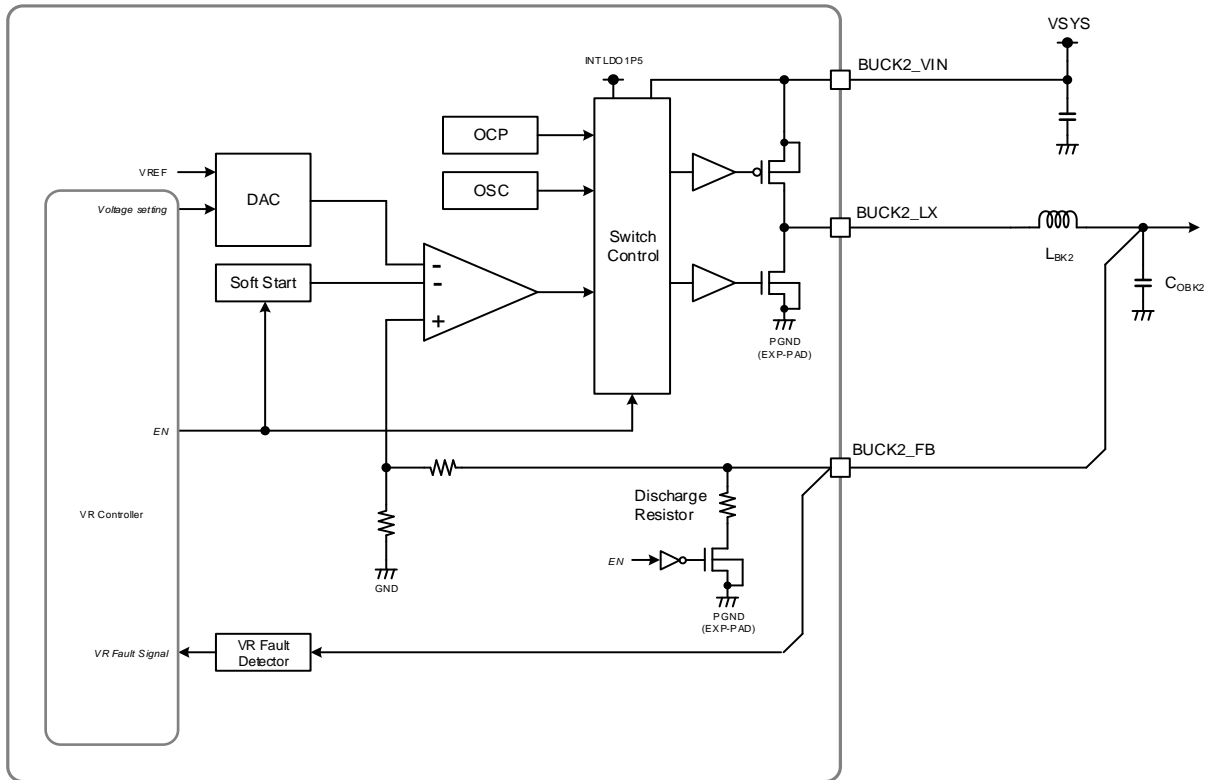 VSYS
INTLDO1P5
BUCK2_VIN
OCP
VREF
DAC
OSC
Voltage setting
BUCK2_LX
Switch
Control
LBK2
Soft Start
-
-
+
COBK2
PGND
(EXP-PAD)
EN
BUCK2_FB
Discharge
Resistor
VR Controller
EN
GND
PGND
(EXP-PAD)
VR Fault Signal
VR Fault
Detector